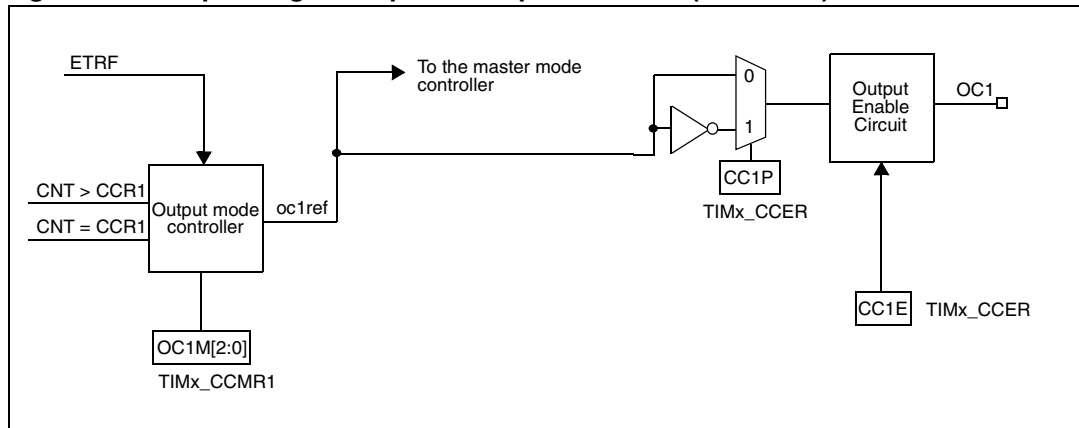 ETRF
To the master mode
controller
0
1
Output
Enable
Circuit
OC1
CNT > CCR1
CNT = CCR1
Output mode
controller
oc1ref
CC1P
TIMx_CCER
CC1E
TIMx_CCER
OC1M[2:0]
TIMx_CCMR1